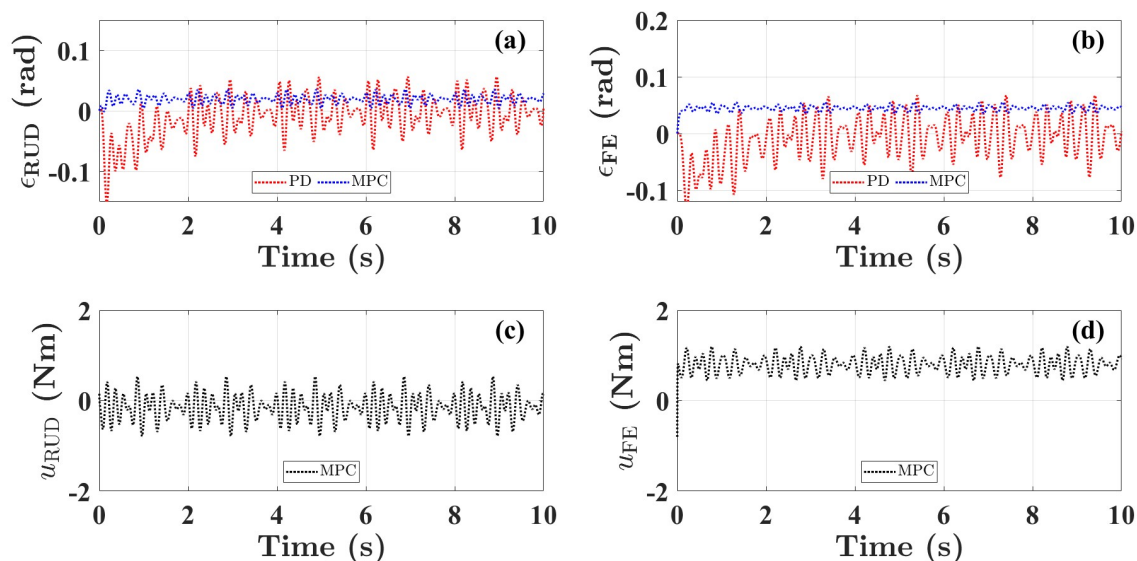 (a)
0.1
0
-0.1
ϵRUD (rad)
PD MPC
0 2 4 6 8 10
Time (s)
(b)
0.2
0.1
0
-0.1
ϵFE (rad)
PD MPC
0 2 4 6 8 10
Time (s)
(c)
2
0
-2
uRUD (Nm)
MPC
0 2 4 6 8 10
Time (s)
(d)
2
0
-2
uFE (Nm)
MPC
0 2 4 6 8 10
Time (s)